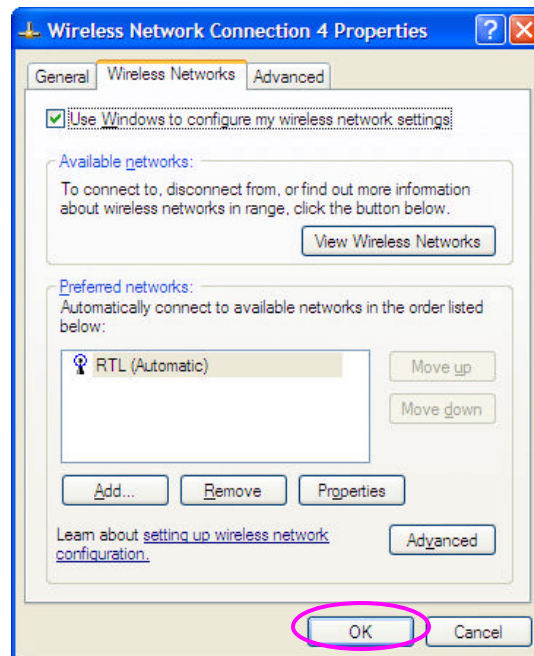 Wireless Network Connection 4 Properties
General Wireless Networks Advanced
Use Windows to configure my wireless network settings
Available networks:
To connect to, disconnect from, or find out more information
about wireless networks in range, click the button below.
View Wireless Networks
Preferred networks:
Automatically connect to available networks in the order listed
below:
RTL (Automatic)
Move up
Move down
Add... Remove Properties
Learn about setting up wireless network
configuration.
Advanced
OK Cancel